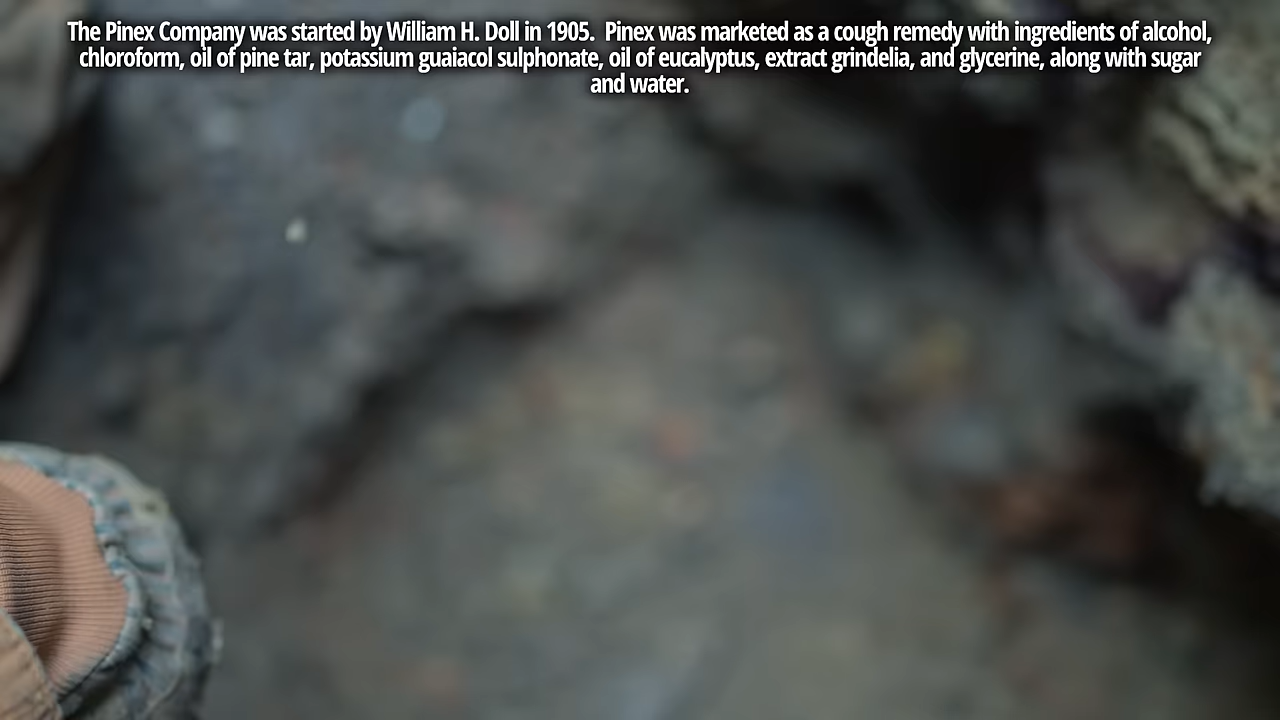 The Pinex Company was started by William H. Doll in 1905.  Pinex was marketed as a cough remedy with ingredients of alcohol,
chloroform, oil of pine tar, potassium guaiacol sulphonate, oil of eucalyptus, extract grindelia, and glycerine, along with sugar
and water.